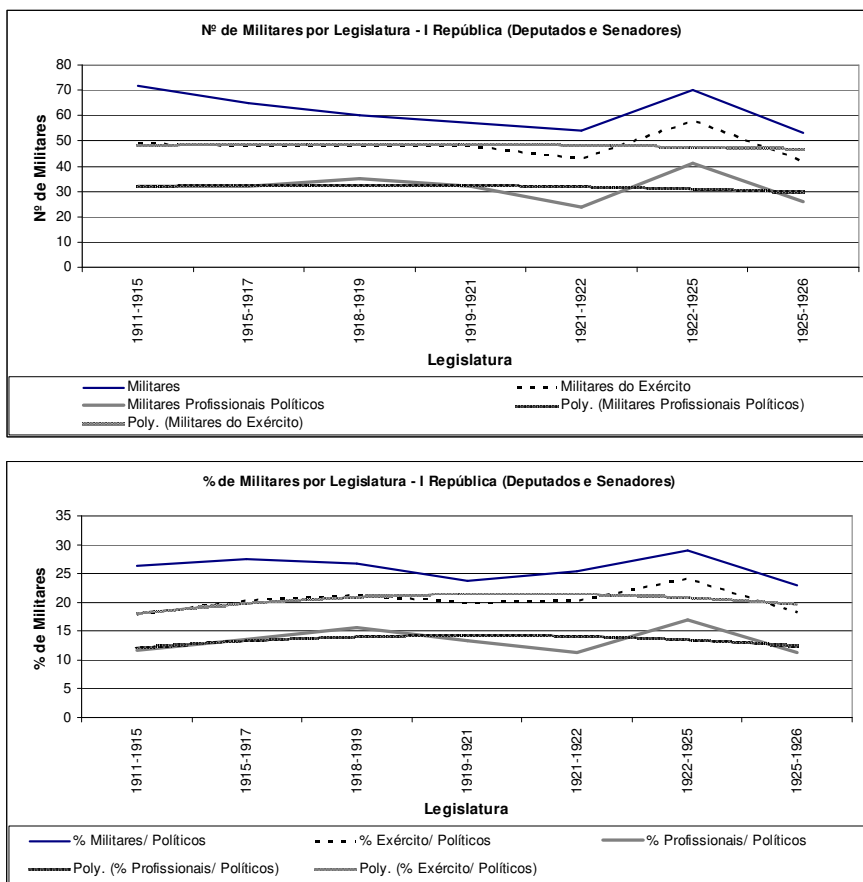 Nº de Militares por Legislatura - I República (Deputados e Senadores)
80
70
60
50
40
30
20
10
0
Nº de Militares
1911-1915
1915-1917
1918-1919
1919-1921
1921-1922
1922-1925
1925-1926
Legislatura
Militares
Militares do Exército
Militares Profissionais Políticos
Poly. (Militares Profissionais Políticos)
Poly. (Militares do Exército)
% de Militares por Legislatura - I República (Deputados e Senadores)
35
30
25
20
15
10
5
0
% de Militares
1911-1915
1915-1917
1918-1919
1919-1921
1921-1922
1922-1925
1925-1926
Legislatura
% Militares/ Políticos
% Exército/ Políticos
% Profissionais/ Políticos
Poly. (% Profissionais/ Políticos)
Poly. (% Exército/ Políticos)